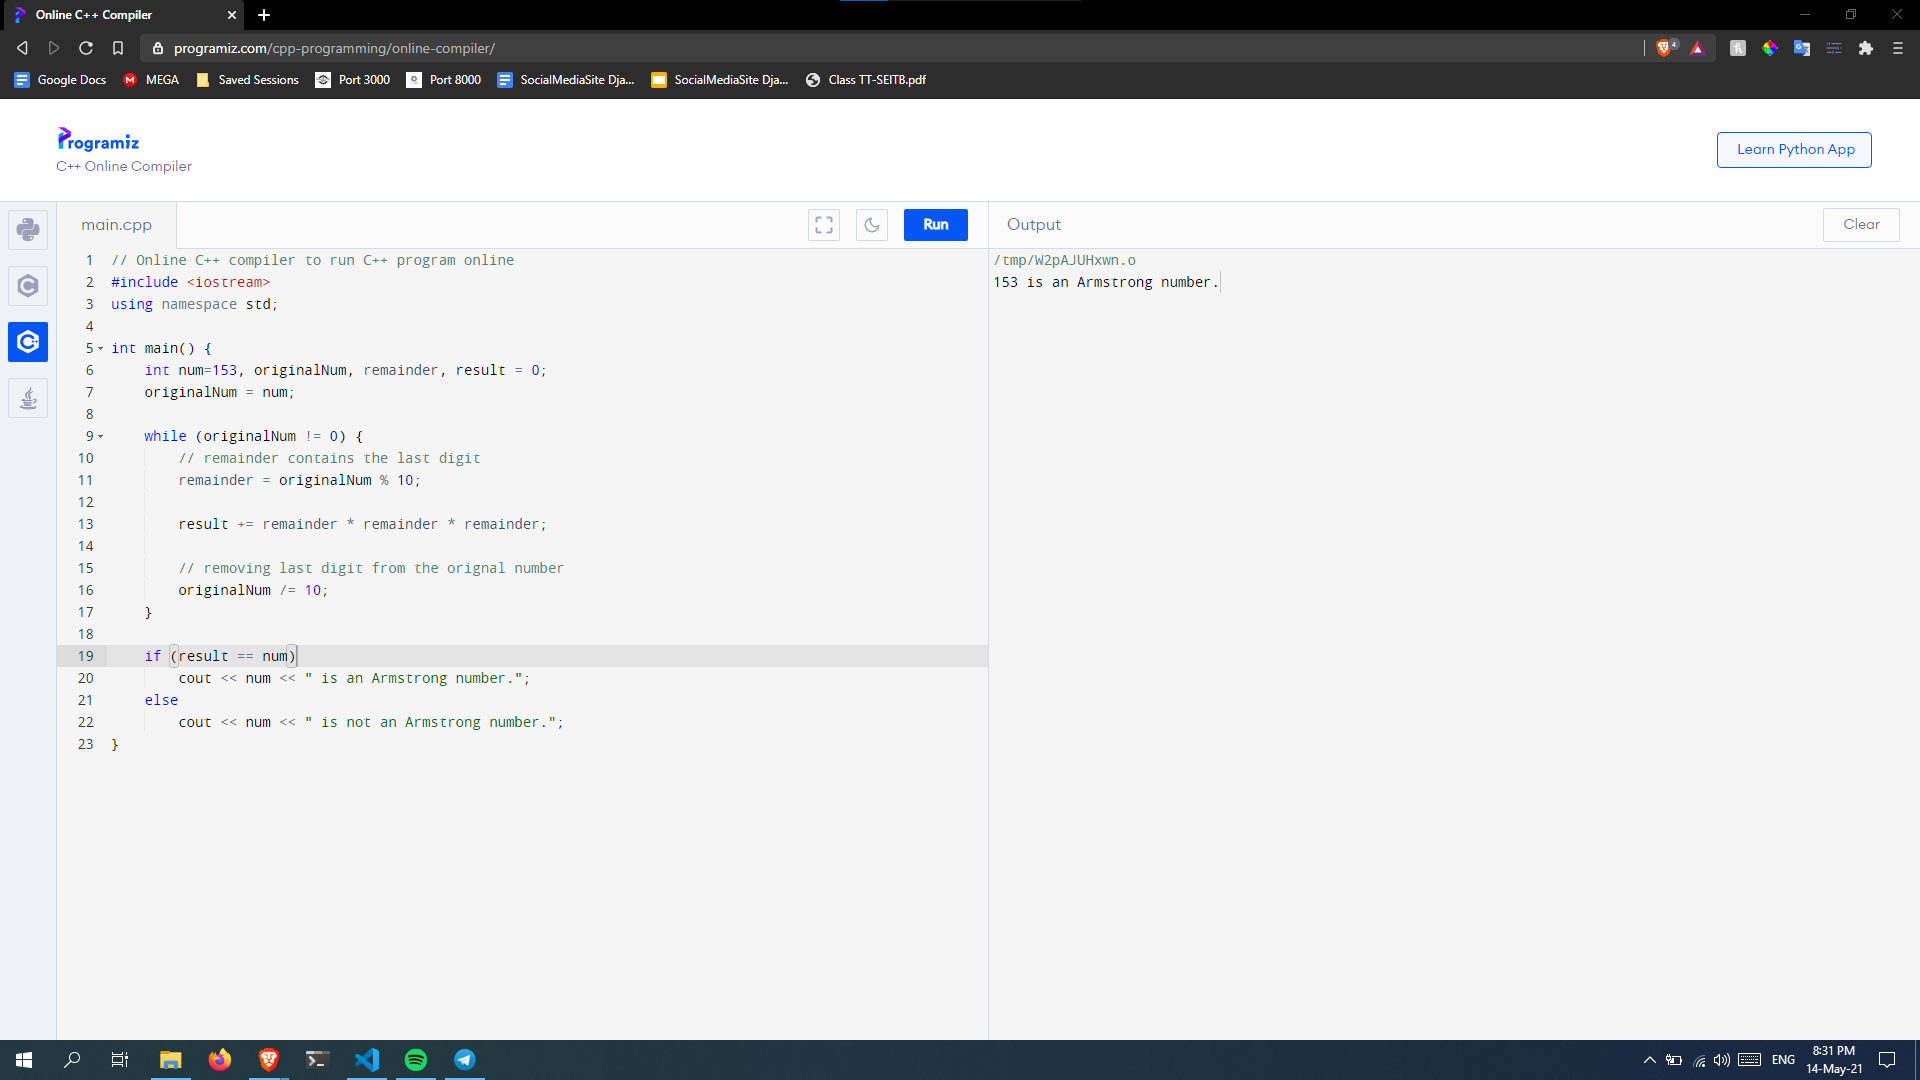 Online C++ Compiler
programiz.com/cpp-programming/online-compiler/
4
Google Docs MEGA Saved Sessions Port 3000 Port 8000 SocialMediaSite Dja... SocialMediaSite Dja... Class TT-SEITB.pdf
Programiz
C++ Online Compiler
Learn Python App
main.cpp
Run
Output
Clear
1 // Online C++ compiler to run C++ program online
2 #include <iostream>
3 using namespace std;
4
5 int main() {
6     int num=153, originalNum, remainder, result = 0;
7     originalNum = num;
8
9     while (originalNum != 0) {
10         // remainder contains the last digit
11         remainder = originalNum % 10;
12
13         result += remainder * remainder * remainder;
14
15         // removing last digit from the orignal number
16         originalNum /= 10;
17     }
18
19     if (result == num)
20         cout << num << " is an Armstrong number.";
21     else
22         cout << num << " is not an Armstrong number.";
23 }
/tmp/W2pAJUHxwn.o
153 is an Armstrong number.
ENG
8:31 PM
14-May-21